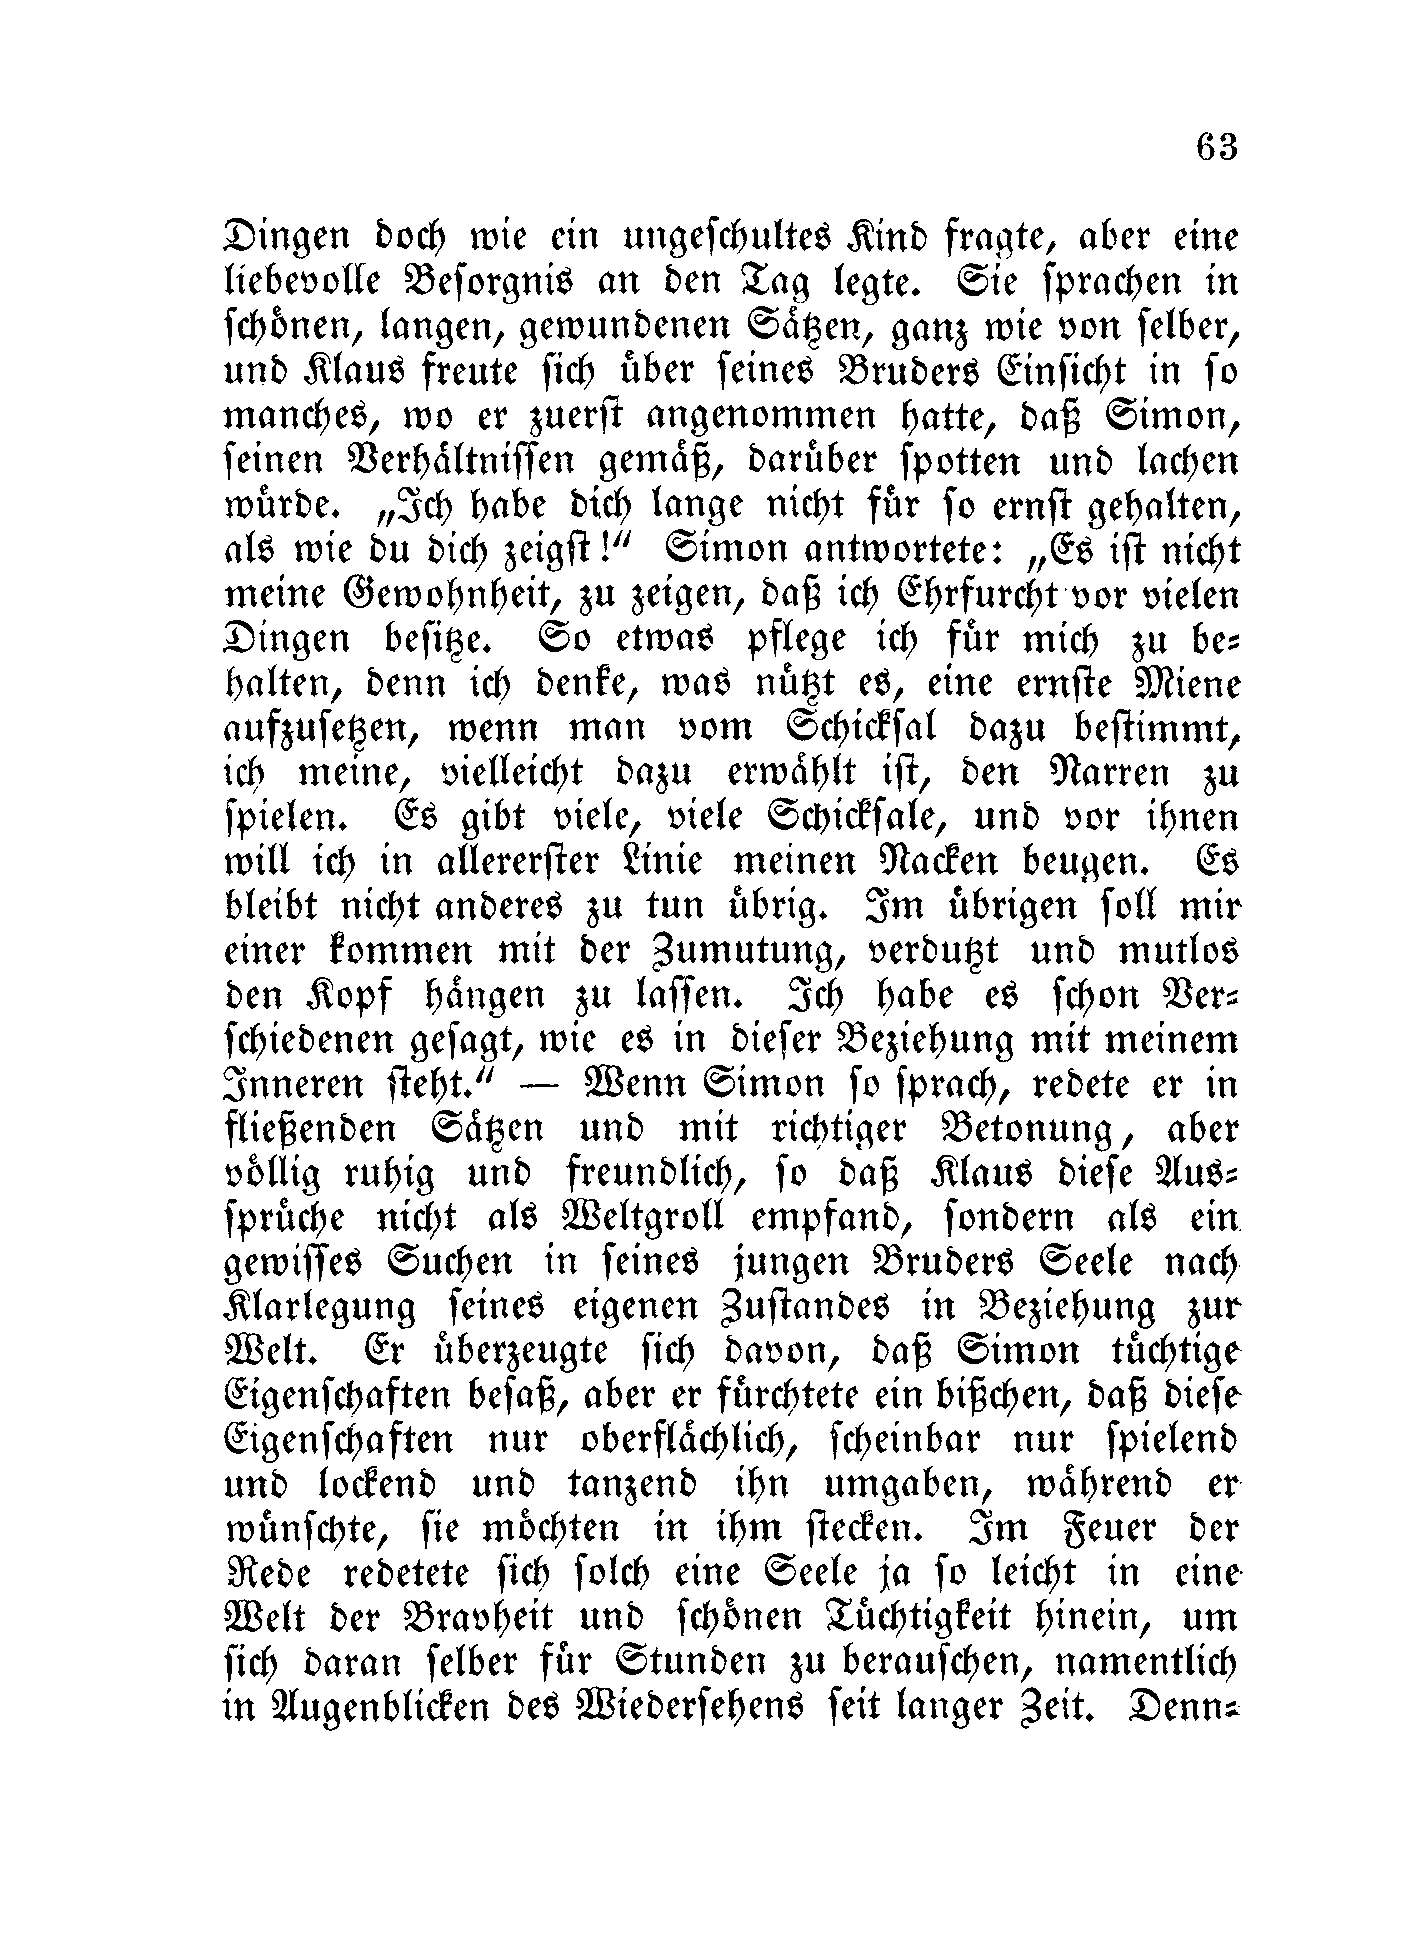 63
Dingen doch wie ein ungeschultes Kind fragte, aber eine
liebevolle Besorgnis an den Tag legte. Sie sprachen in
schönen, langen, gewundenen Sätzen, ganz wie von selber,
und Klaus freute sich über seines Bruders Einsicht in so
manches, wo er zuerst angenommen hatte, daß Simon,
seinen Verhältnissen gemäß, darüber spotten und lachen
würde. „Ich habe dich lange nicht für so ernst gehalten,
als wie du dich zeigst!“ Simon antwortete: „Es ist nicht
meine Gewohnheit, zu zeigen, daß ich Ehrfurcht vor vielen
Dingen besitze. So etwas pflege ich für mich zu be-
halten, denn ich denke, was nützt es, eine ernste Miene
aufzusetzen, wenn man vom Schicksal dazu bestimmt,
ich meine, vielleicht dazu erwählt ist, den Narren zu
spielen. Es gibt viele, viele Schicksale, und vor ihnen
will ich in allererster Linie meinen Nacken beugen. Es
bleibt nicht anderes zu tun übrig. Im übrigen soll mir
einer kommen mit der Zumutung, verdutzt und mutlos
den Kopf hängen zu lassen. Ich habe es schon Ver-
schiedenen gesagt, wie es in dieser Beziehung mit meinem
Inneren steht.“ — Wenn Simon so sprach, redete er in
fließenden Sätzen und mit richtiger Betonung, aber
völlig ruhig und freundlich, so daß Klaus diese Aus-
sprüche nicht als Weltgroll empfand, sondern als ein
gewisses Suchen in seines jungen Bruders Seele nach
Klarlegung seines eigenen Zustandes in Beziehung zur
Welt. Er überzeugte sich davon, daß Simon tüchtige
Eigenschaften besaß, aber er fürchtete ein bißchen, daß diese
Eigenschaften nur oberflächlich, scheinbar nur spielend
und lockend und tanzend ihn umgaben, während er
wünschte, sie möchten in ihm stecken. Im Feuer der
Rede redetete sich solch eine Seele ja so leicht in eine
Welt der Bravheit und schönen Tüchtigkeit hinein, um
sich daran selber für Stunden zu berauschen, namentlich
in Augenblicken des Wiedersehens seit langer Zeit. Denn-